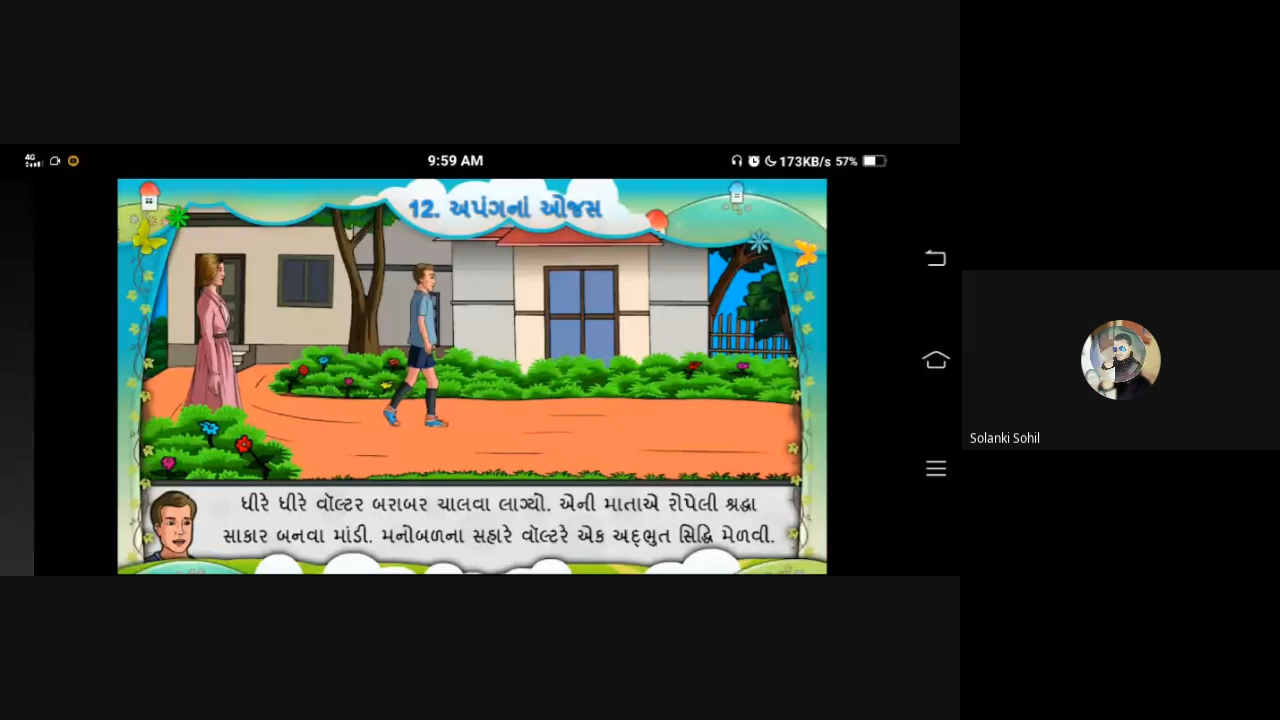 4G 9:59 AM 173KB/s 57%
12. અપંગનાં ઓજસ
ધીરે ધીરે વૉલ્ટર બરાબર ચાલવા લાગ્યો. એની માતાએ રોપેલી શ્રદ્ધા
સાકાર બનવા માંડી. મનોબળના સહારે વૉલ્ટરે એક અદ્ભુત સિદ્ધિ મેળવી.
Solanki Sohil